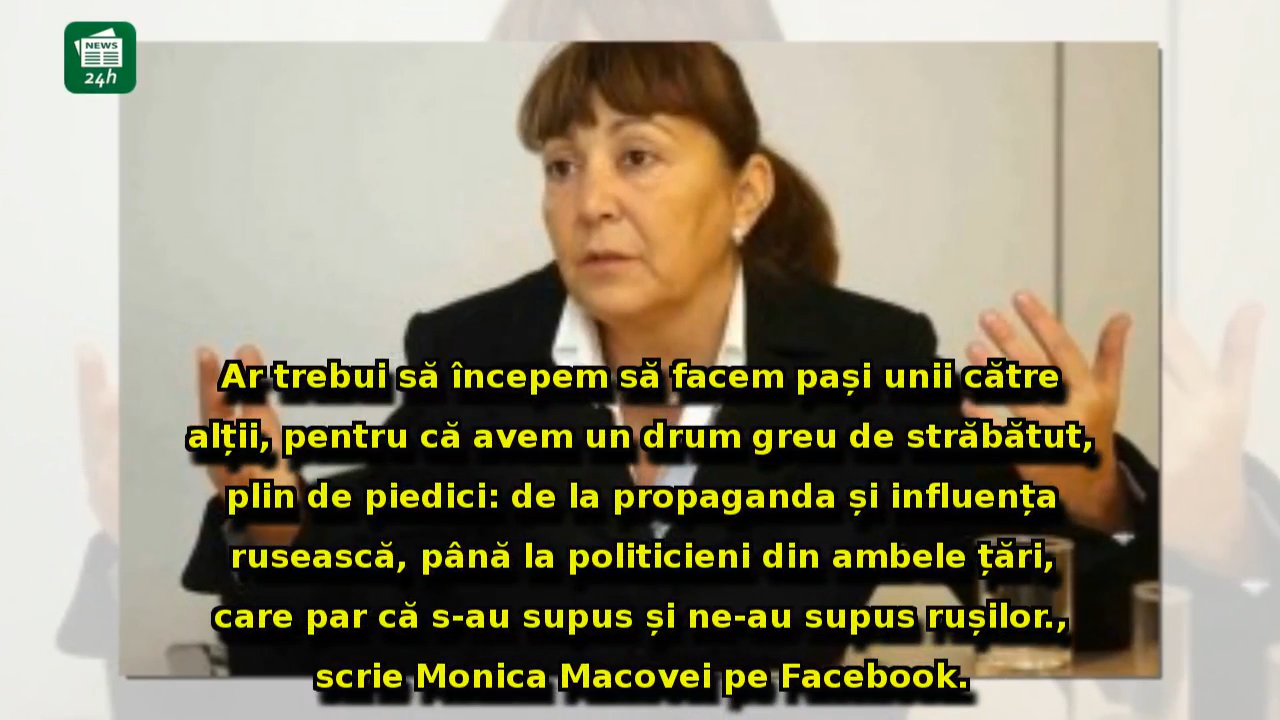 NEWS
24h
Ar trebui să începem să facem pași unii către
alții, pentru că avem un drum greu de străbătut,
plin de piedici: de la propaganda și influența
rusească, până la politicieni din ambele țări,
care par că s-au supus și ne-au supus rușilor.,
scrie Monica Macovei pe Facebook.